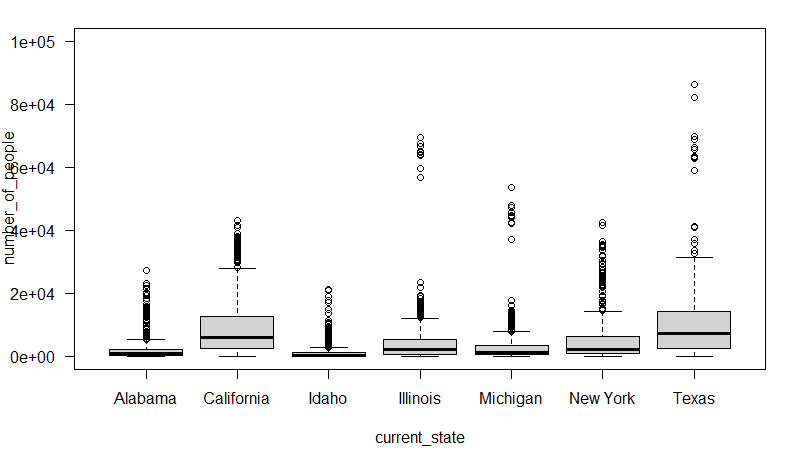 1e+05
8e+04
6e+04
4e+04
2e+04
0e+00
number_of_people
Alabama California Idaho Illinois Michigan New York Texas
current_state